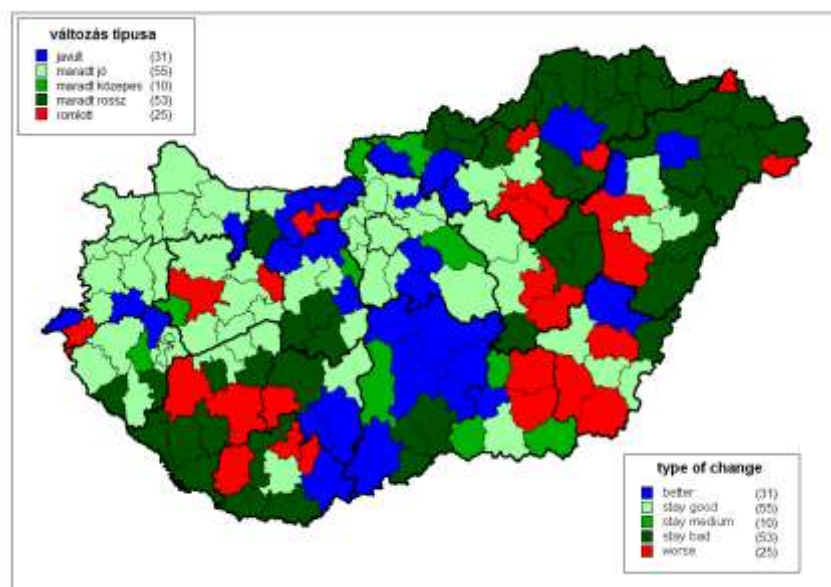 változás típusa
javult (31)
maradt jó (55)
maradt közepes (10)
maradt rossz (53)
romlott (25)
type of change
better (31)
stay good (55)
stay medium (10)
stay bad (53)
worse (25)